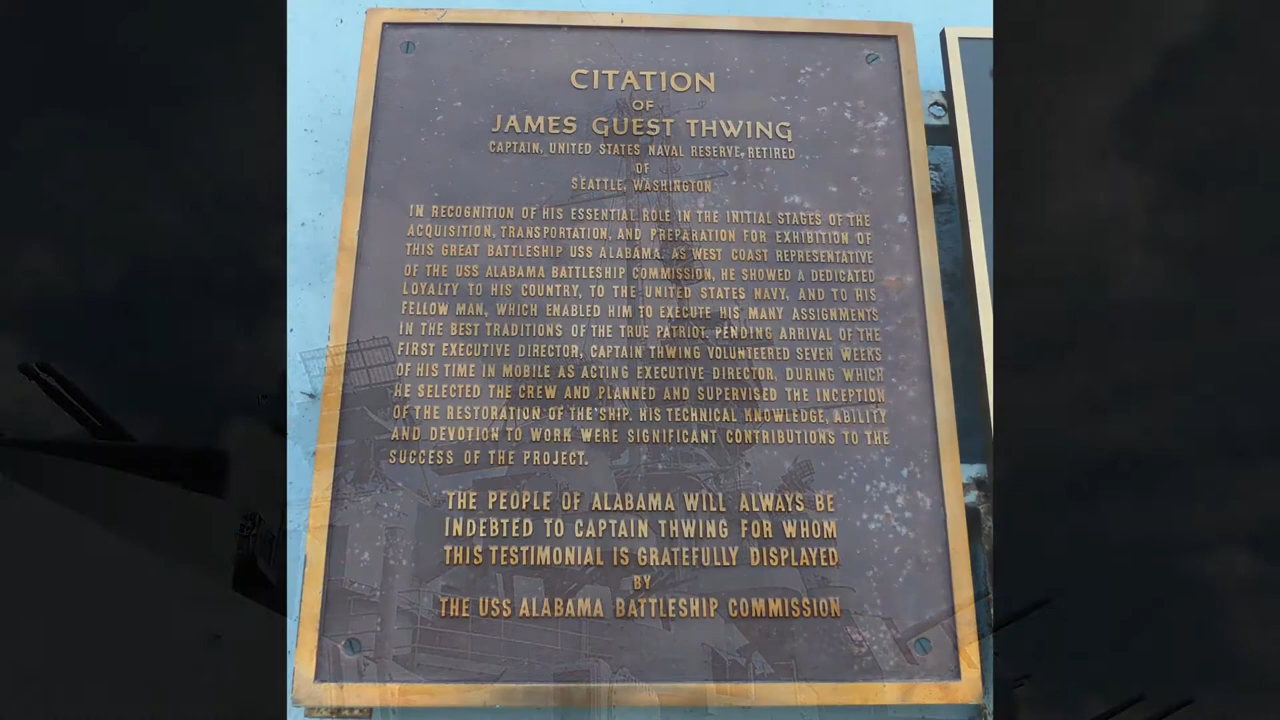 CITATION
OF
JAMES GUEST THWING
CAPTAIN, UNITED STATES NAVAL RESERVE, RETIRED
OF
SEATTLE, WASHINGTON
IN RECOGNITION OF HIS ESSENTIAL ROLE IN THE INITIAL STAGES OF THE
ACQUISITION, TRANSPORTATION, AND PREPARATION FOR EXHIBITION OF
THIS GREAT BATTLESHIP USS ALABAMA. AS WEST COAST REPRESENTATIVE
OF THE USS ALABAMA BATTLESHIP COMMISSION, HE SHOWED A DEDICATED
LOYALTY TO HIS COUNTRY, TO THE UNITED STATES NAVY, AND TO HIS
FELLOW MAN, WHICH ENABLED HIM TO EXECUTE HIS MANY ASSIGNMENTS
IN THE BEST TRADITIONS OF THE TRUE PATRIOT. PENDING ARRIVAL OF THE
FIRST EXECUTIVE DIRECTOR, CAPTAIN THWING VOLUNTEERED SEVEN WEEKS
OF HIS TIME IN MOBILE AS ACTING EXECUTIVE DIRECTOR, DURING WHICH
HE SELECTED THE CREW AND PLANNED AND SUPERVISED THE INCEPTION
OF THE RESTORATION OF THE SHIP. HIS TECHNICAL KNOWLEDGE, ABILITY
AND DEVOTION TO WORK WERE SIGNIFICANT CONTRIBUTIONS TO THE
SUCCESS OF THE PROJECT.
THE PEOPLE OF ALABAMA WILL ALWAYS BE
INDEBTED TO CAPTAIN THWING FOR WHOM
THIS TESTIMONIAL IS GRATEFULLY DISPLAYED
BY
THE USS ALABAMA BATTLESHIP COMMISSION